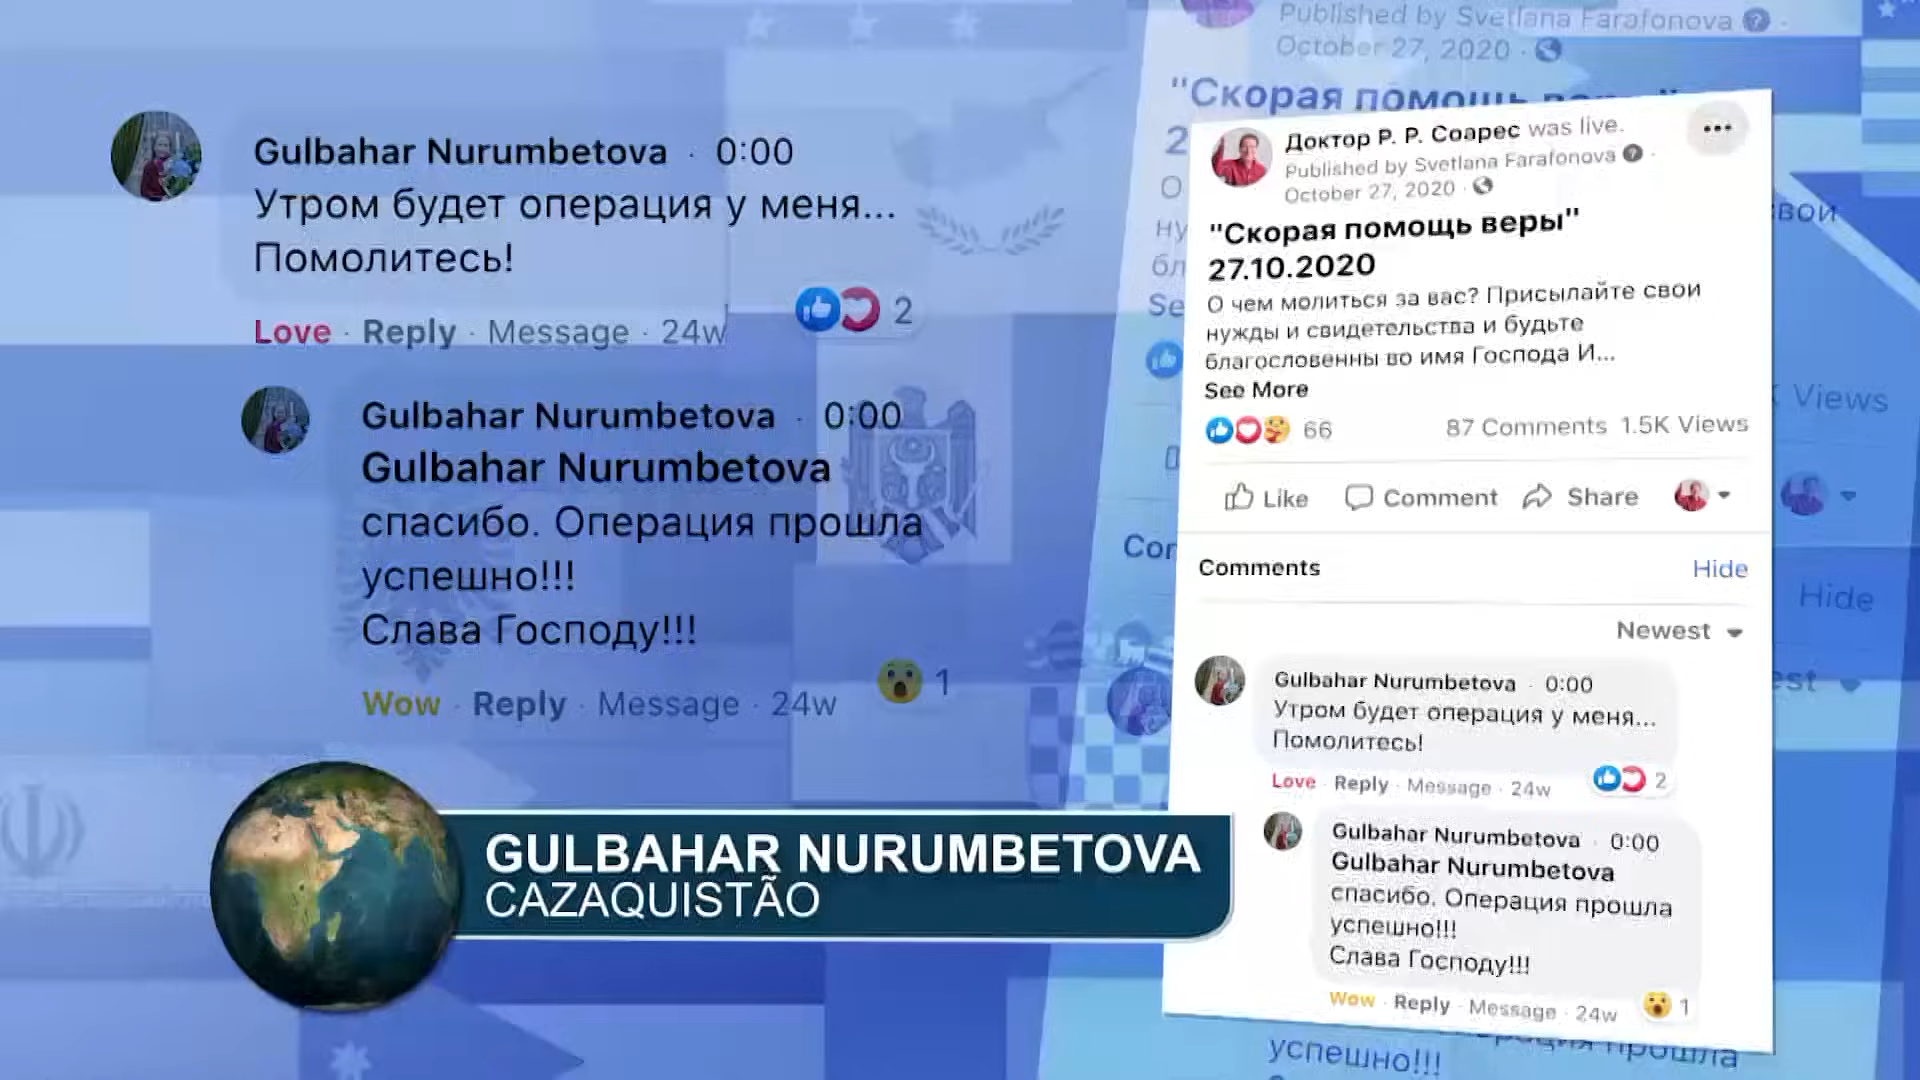 Gulbahar Nurumbetova · 0:00
Утром будет операция у меня...
Помолитесь!
Love · Reply · Message · 24w
2
Gulbahar Nurumbetova · 0:00
Gulbahar Nurumbetova
спасибо. Операция прошла
успешно!!!
Слава Господу!!!
Wow · Reply · Message · 24w
1
GULBAHAR NURUMBETOVA
CAZAQUISTÃO
Published by Svetlana Farafonova
October 27, 2020 ·
"Скорая помощь веры"
Доктор Р. Р. Соарес was live.
Published by Svetlana Farafonova ·
October 27, 2020 ·
"Скорая помощь веры"
27.10.2020
О чем молиться за вас? Присылайте свои
нужды и свидетельства и будьте
благословенны во имя Господа И...
See More
66
87 Comments 1.5K Views
Like Comment Share
Comments
Hide
Newest
Gulbahar Nurumbetova · 0:00
Утром будет операция у меня...
Помолитесь!
Love · Reply · Message · 24w
2
Gulbahar Nurumbetova · 0:00
Gulbahar Nurumbetova
спасибо. Операция прошла
успешно!!!
Слава Господу!!!
Wow · Reply · Message · 24w
1
Views
Hide
прошла
успешно!!!